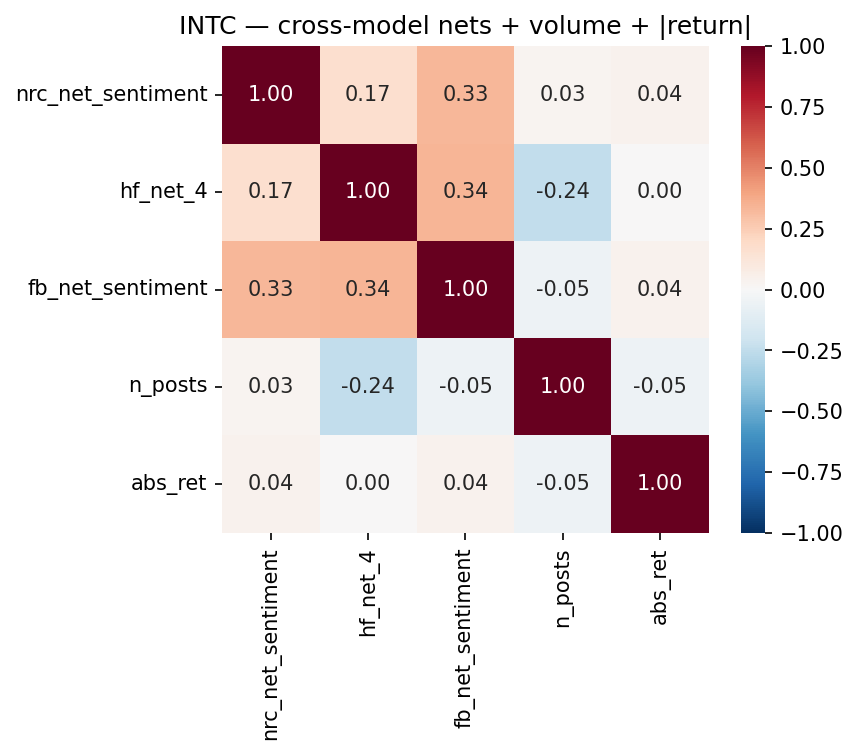 INTC — cross-model nets + volume + |return|
nrc_net_sentiment 1.00 0.17 0.33 0.03 0.04
hf_net_4 0.17 1.00 0.34 -0.24 0.00
fb_net_sentiment 0.33 0.34 1.00 -0.05 0.04
n_posts 0.03 -0.24 -0.05 1.00 -0.05
abs_ret 0.04 0.00 0.04 -0.05 1.00
nrc_net_sentiment
hf_net_4
fb_net_sentiment
n_posts
abs_ret
1.00
0.75
0.50
0.25
0.00
−0.25
−0.50
−0.75
−1.00